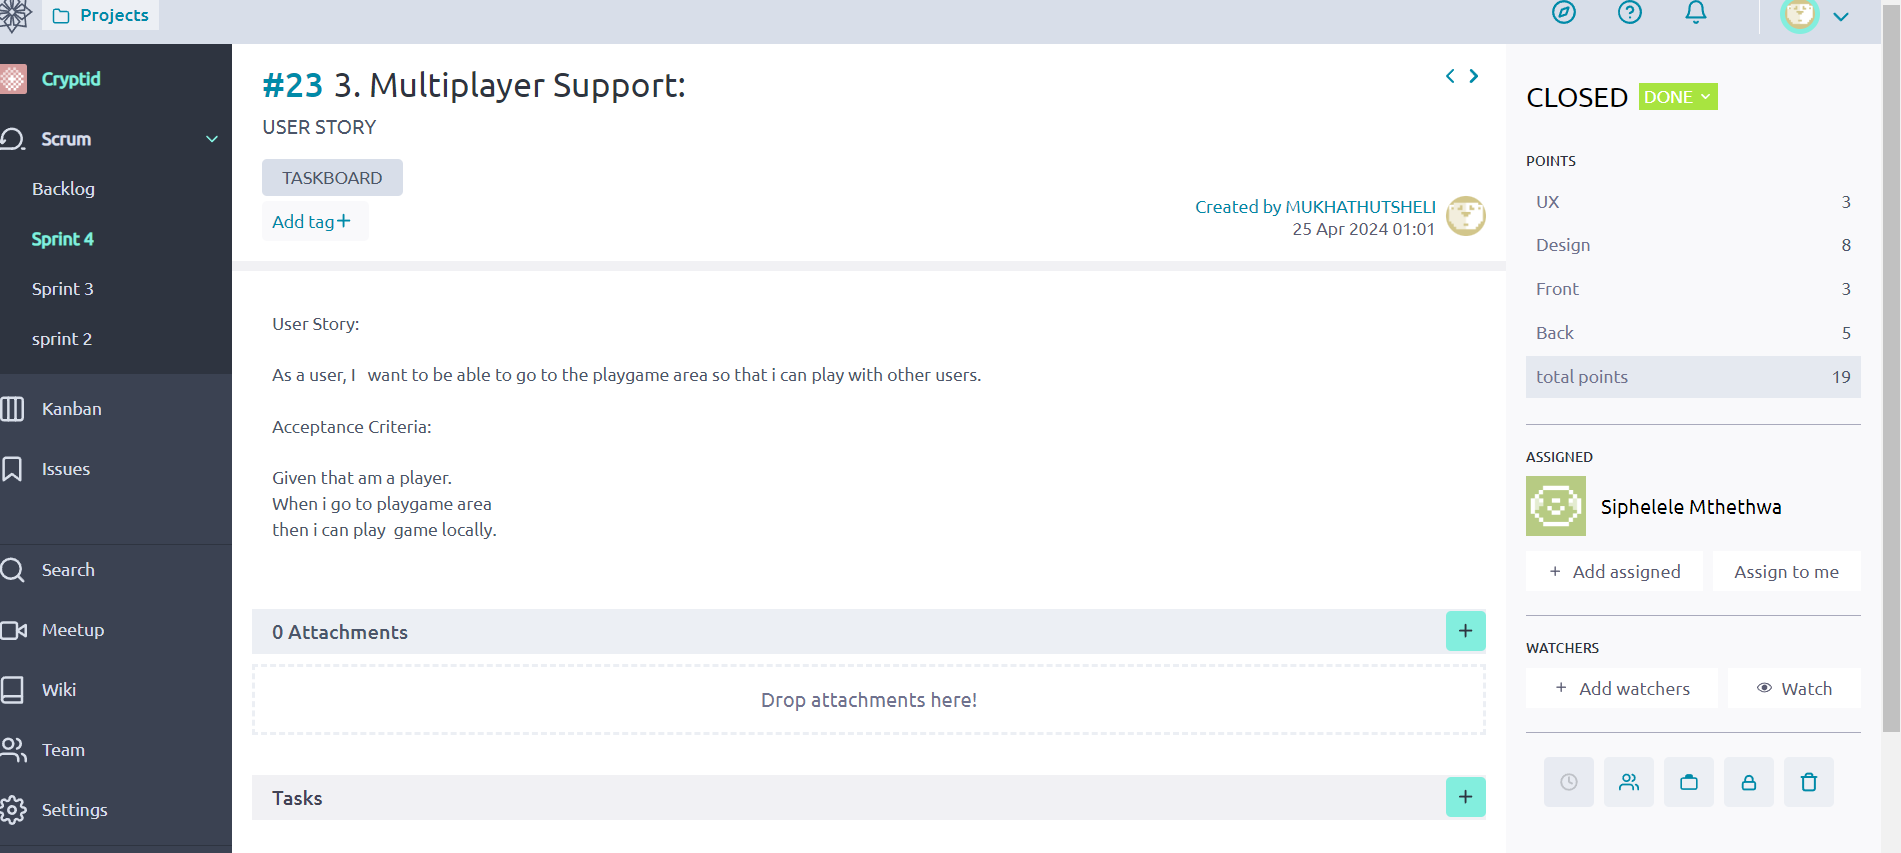 Projects
Cryptid
Scrum
Backlog
Sprint 4
Sprint 3
sprint 2
Kanban
Issues
Search
Meetup
Wiki
Team
Settings
#23 3. Multiplayer Support:
USER STORY
TASKBOARD
Add tag+
Created by MUKHATHUTSHELI
25 Apr 2024 01:01
User Story:
As a user, I want to be able to go to the playgame area so that i can play with other users.
Acceptance Criteria:
Given that am a player.
When i go to playgame area
then i can play game locally.
0 Attachments
+
Drop attachments here!
Tasks
+
CLOSED DONE
POINTS
UX 3
Design 8
Front 3
Back 5
total points 19
ASSIGNED
Siphelele Mthethwa
+ Add assigned Assign to me
WATCHERS
+ Add watchers Watch